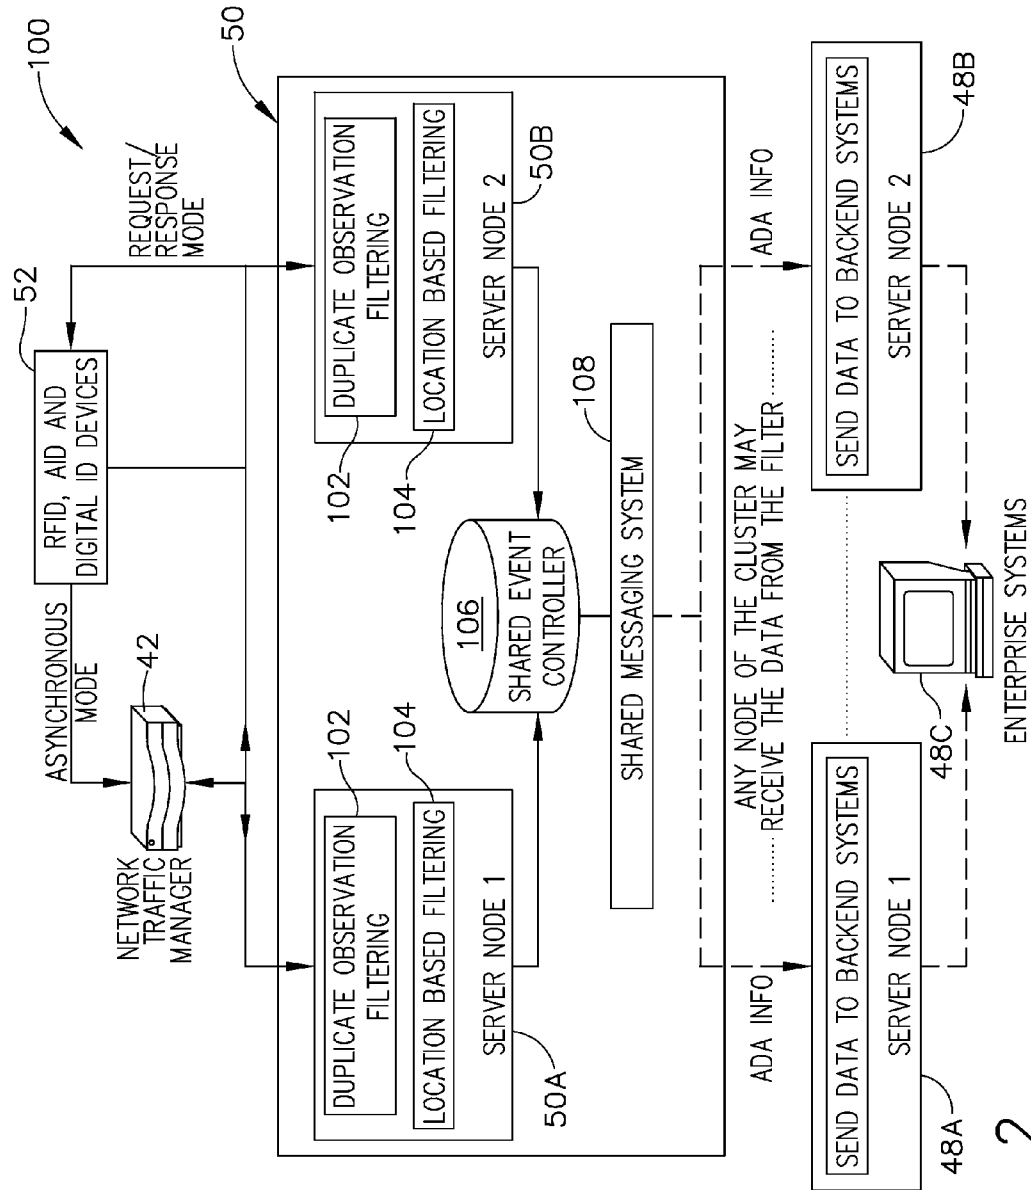 100
REQUEST/
RESPONSE
MODE
52
RFID, AID AND
DIGITAL ID DEVICES
ASYNCHRONOUS
MODE
42
NETWORK
TRAFFIC
MANAGER
50
DUPLICATE OBSERVATION
FILTERING
102
LOCATION BASED FILTERING
104
SERVER NODE 1
50A
DUPLICATE OBSERVATION
FILTERING
102
LOCATION BASED FILTERING
104
SERVER NODE 2
50B
106
SHARED EVENT
CONTROLLER
SHARED MESSAGING SYSTEM
108
ADA INFO
ANY NODE OF THE CLUSTER MAY
RECEIVE THE DATA FROM THE FILTER
ADA INFO
SEND DATA TO BACKEND SYSTEMS
SERVER NODE 1
48A
SEND DATA TO BACKEND SYSTEMS
SERVER NODE 2
48B
48C
ENTERPRISE SYSTEMS
2